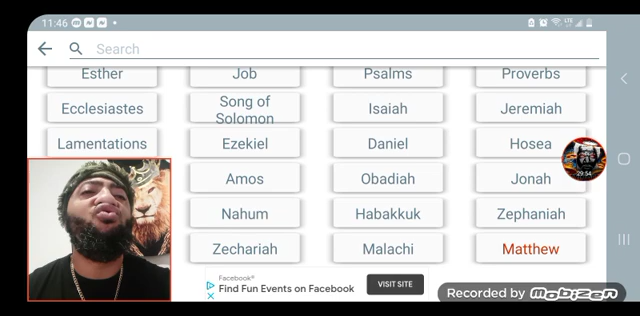 11:46
LTE
Search
Esther Job Psalms Proverbs
Ecclesiastes Song of Solomon Isaiah Jeremiah
Lamentations Ezekiel Daniel Hosea
Amos Obadiah Jonah
29:54
Nahum Habakkuk Zephaniah
Zechariah Malachi Matthew
Facebook®
Find Fun Events on Facebook
VISIT SITE
Recorded by Mobizen